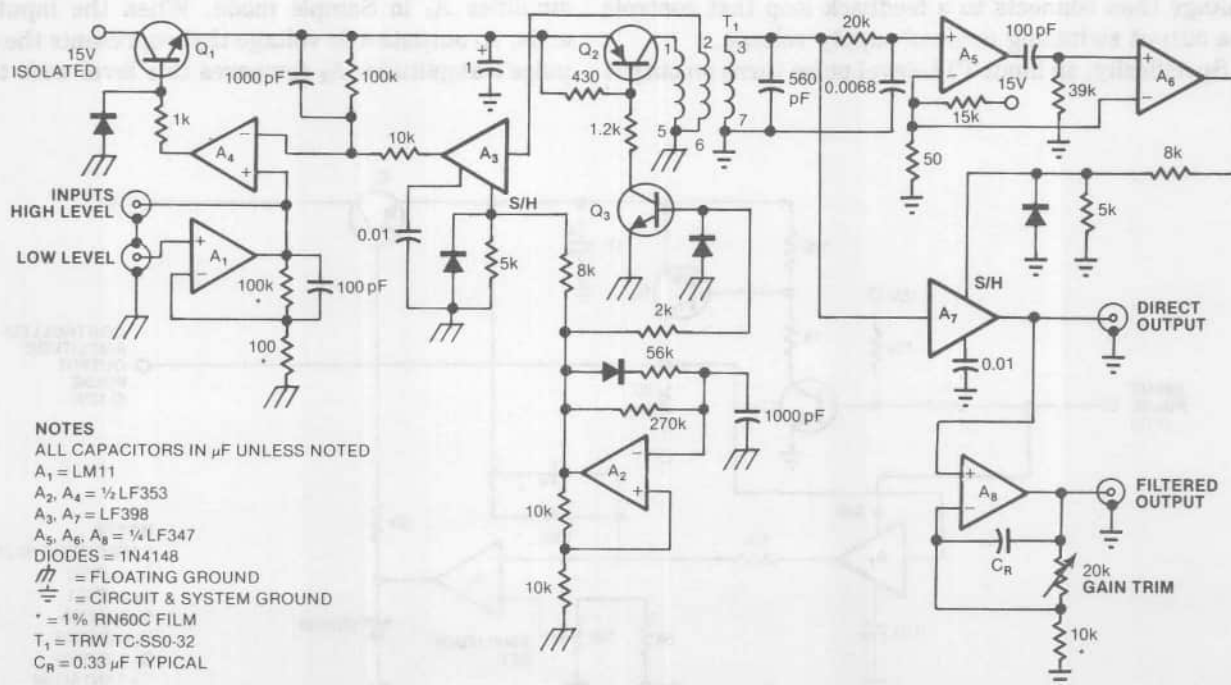 15V
ISOLATED
Q1
1000 pF
100k
1
+
Q2
430
1.2k
1
2
T1
3
5
6
7
560
pF
20k
0.0068
A5
+
-
100 pF
15V
15k
50
39k
A6
+
-
1k
A4
-
+
10k
A3
S/H
0.01
5k
8k
Q3
2k
56k
270k
1000 pF
A2
-
+
10k
10k
INPUTS
HIGH LEVEL
LOW LEVEL
A1
+
-
100k
*
100 pF
100
*
8k
5k
S/H
A7
0.01
DIRECT
OUTPUT
A8
+
-
FILTERED
OUTPUT
CR
20k
GAIN TRIM
10k
*
NOTES
ALL CAPACITORS IN µF UNLESS NOTED
A1 = LM11
A2, A4 = ½ LF353
A3, A7 = LF398
A5, A6, A8 = ¼ LF347
DIODES = 1N4148
= FLOATING GROUND
= CIRCUIT & SYSTEM GROUND
* = 1% RN60C FILM
T1 = TRW TC-SS0-32
CR = 0.33 µF TYPICAL